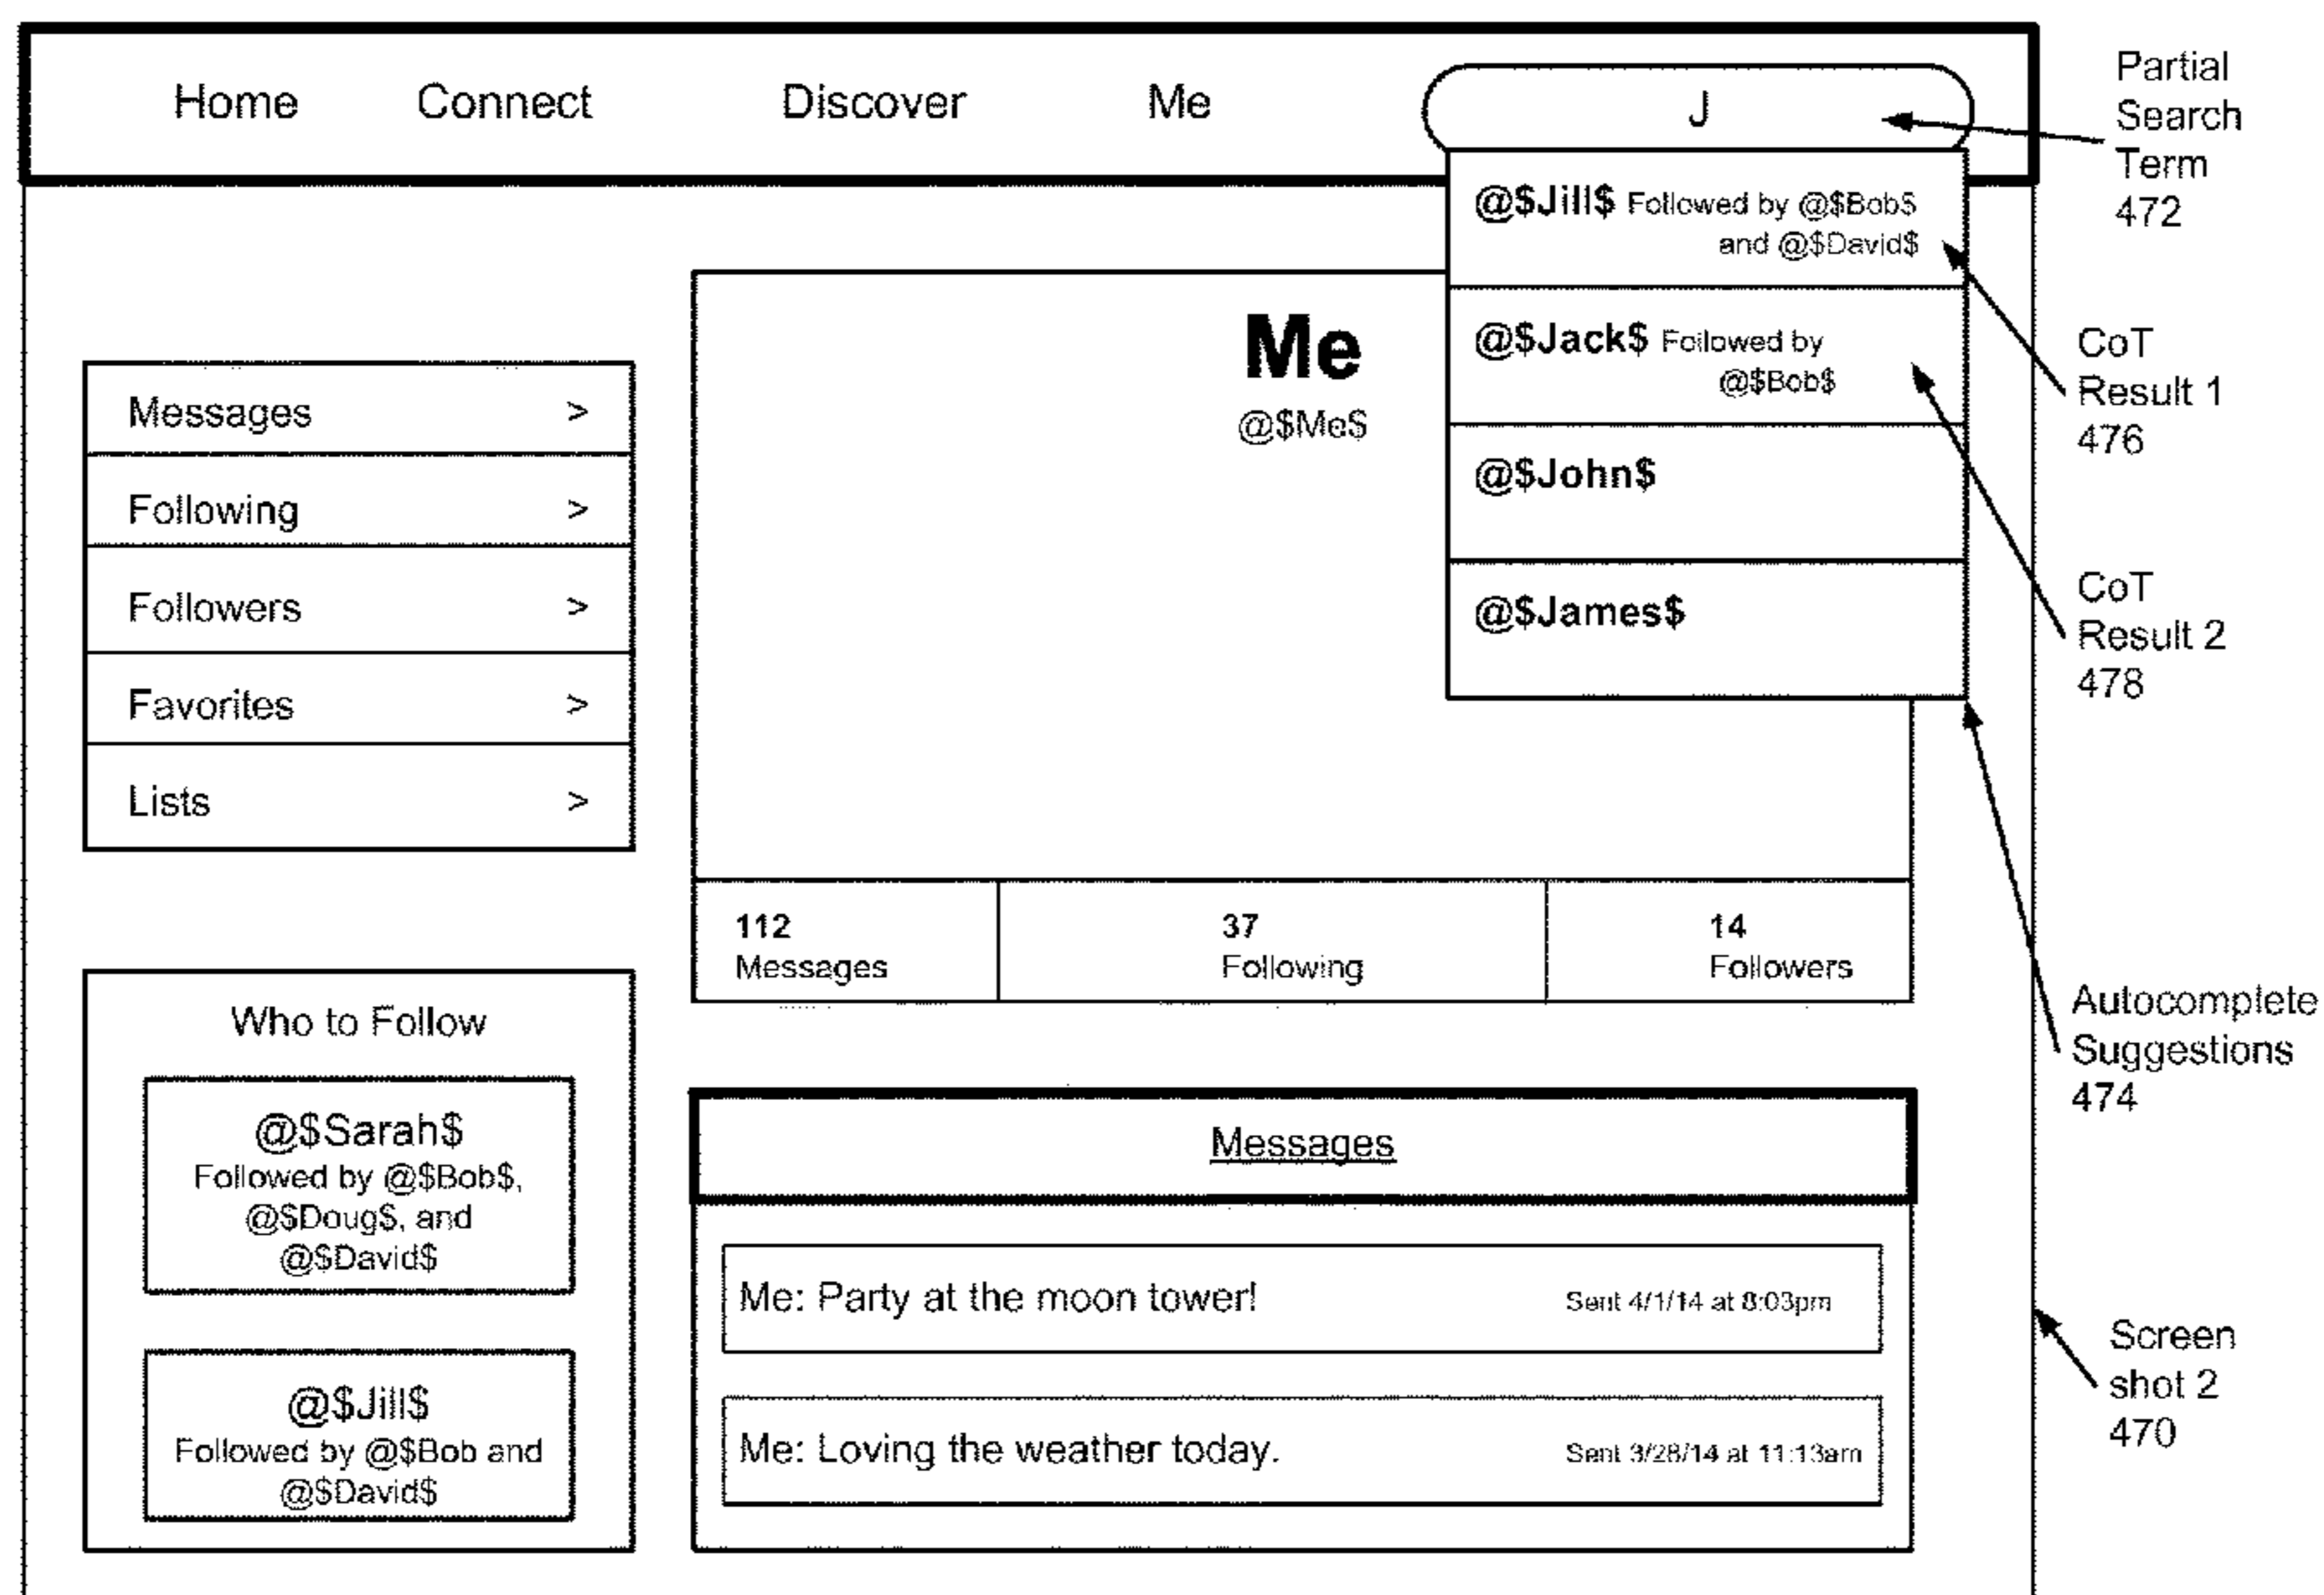 Home Connect Discover Me J
Partial
Search
Term
472
@$Jill$ Followed by @$Bob$
and @$David$
@$Jack$ Followed by
@$Bob$
@$John$
@$James$
CoT
Result 1
476
CoT
Result 2
478
Me
@$Me$
Messages >
Following >
Followers >
Favorites >
Lists >
112
Messages
37
Following
14
Followers
Autocomplete
Suggestions
474
Who to Follow
@$Sarah$
Followed by @$Bob$,
@$Doug$, and
@$David$
@$Jill$
Followed by @$Bob and
@$David$
Messages
Me: Party at the moon tower! Sent 4/1/14 at 8:03pm
Me: Loving the weather today. Sent 3/28/14 at 11:13am
Screen
shot 2
470